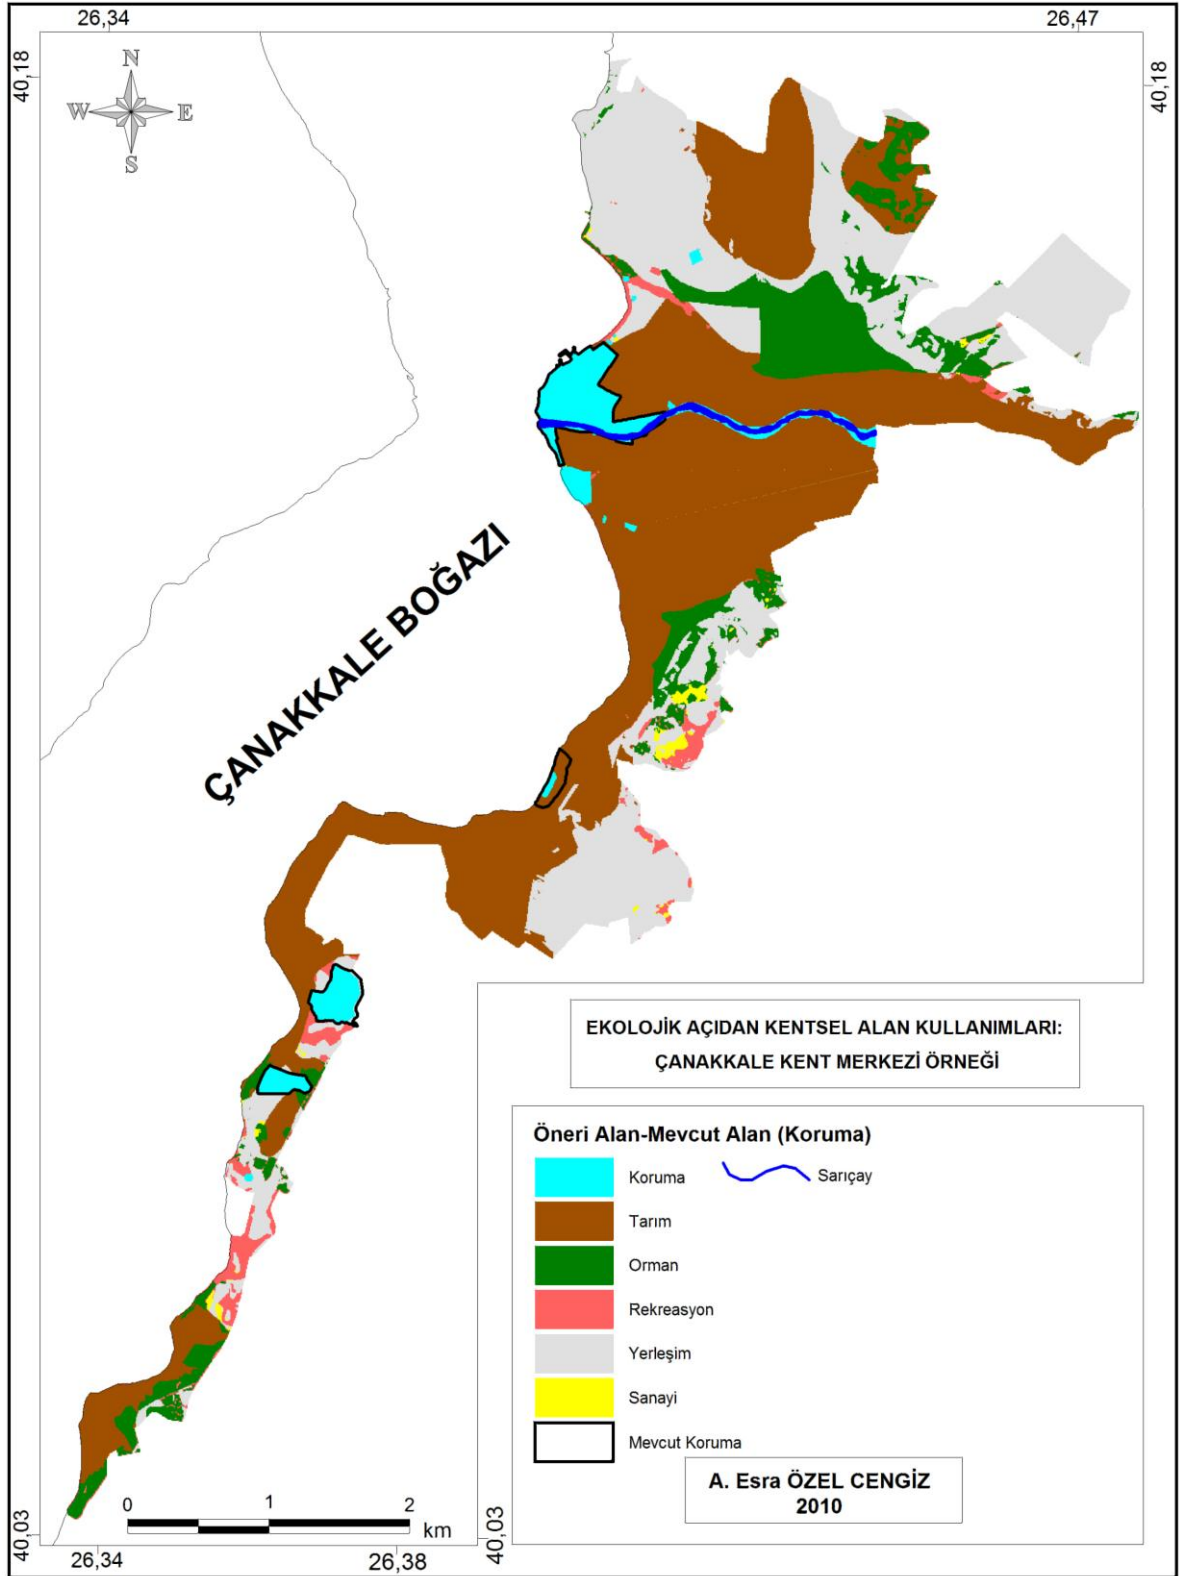 26,34
26,47
40,18
40,18
N
W
E
S
ÇANAKKALE BOĞAZI
EKOLOJİK AÇIDAN KENTSEL ALAN KULLANIMLARI:
ÇANAKKALE KENT MERKEZİ ÖRNEĞİ
Öneri Alan-Mevcut Alan (Koruma)
Koruma
Sarıçay
Tarım
Orman
Rekreasyon
Yerleşim
Sanayi
Mevcut Koruma
A. Esra ÖZEL CENGİZ
2010
0 1 2
km
40,03
40,03
26,34
26,38